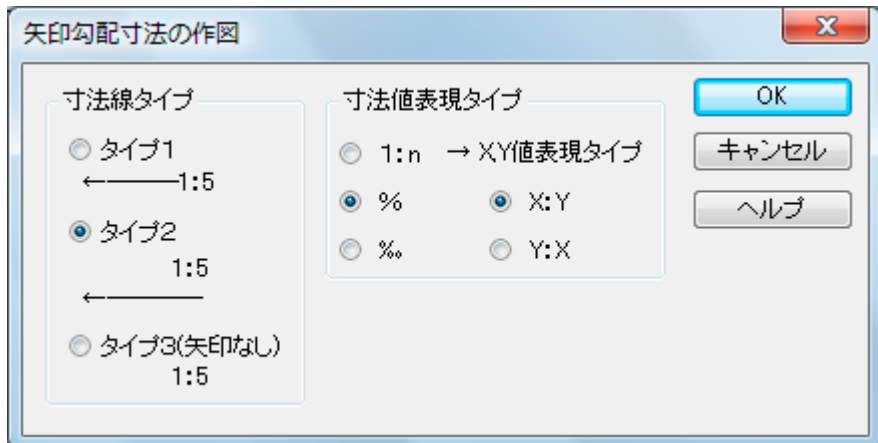 矢印勾配寸法の作図
寸法線タイプ
タイプ1
←―――1:5
タイプ2
1:5
←―――――
タイプ3(矢印なし)
1:5
寸法値表現タイプ
1:n → X,Y値表現タイプ
% X:Y
‰ Y:X
OK
キャンセル
ヘルプ